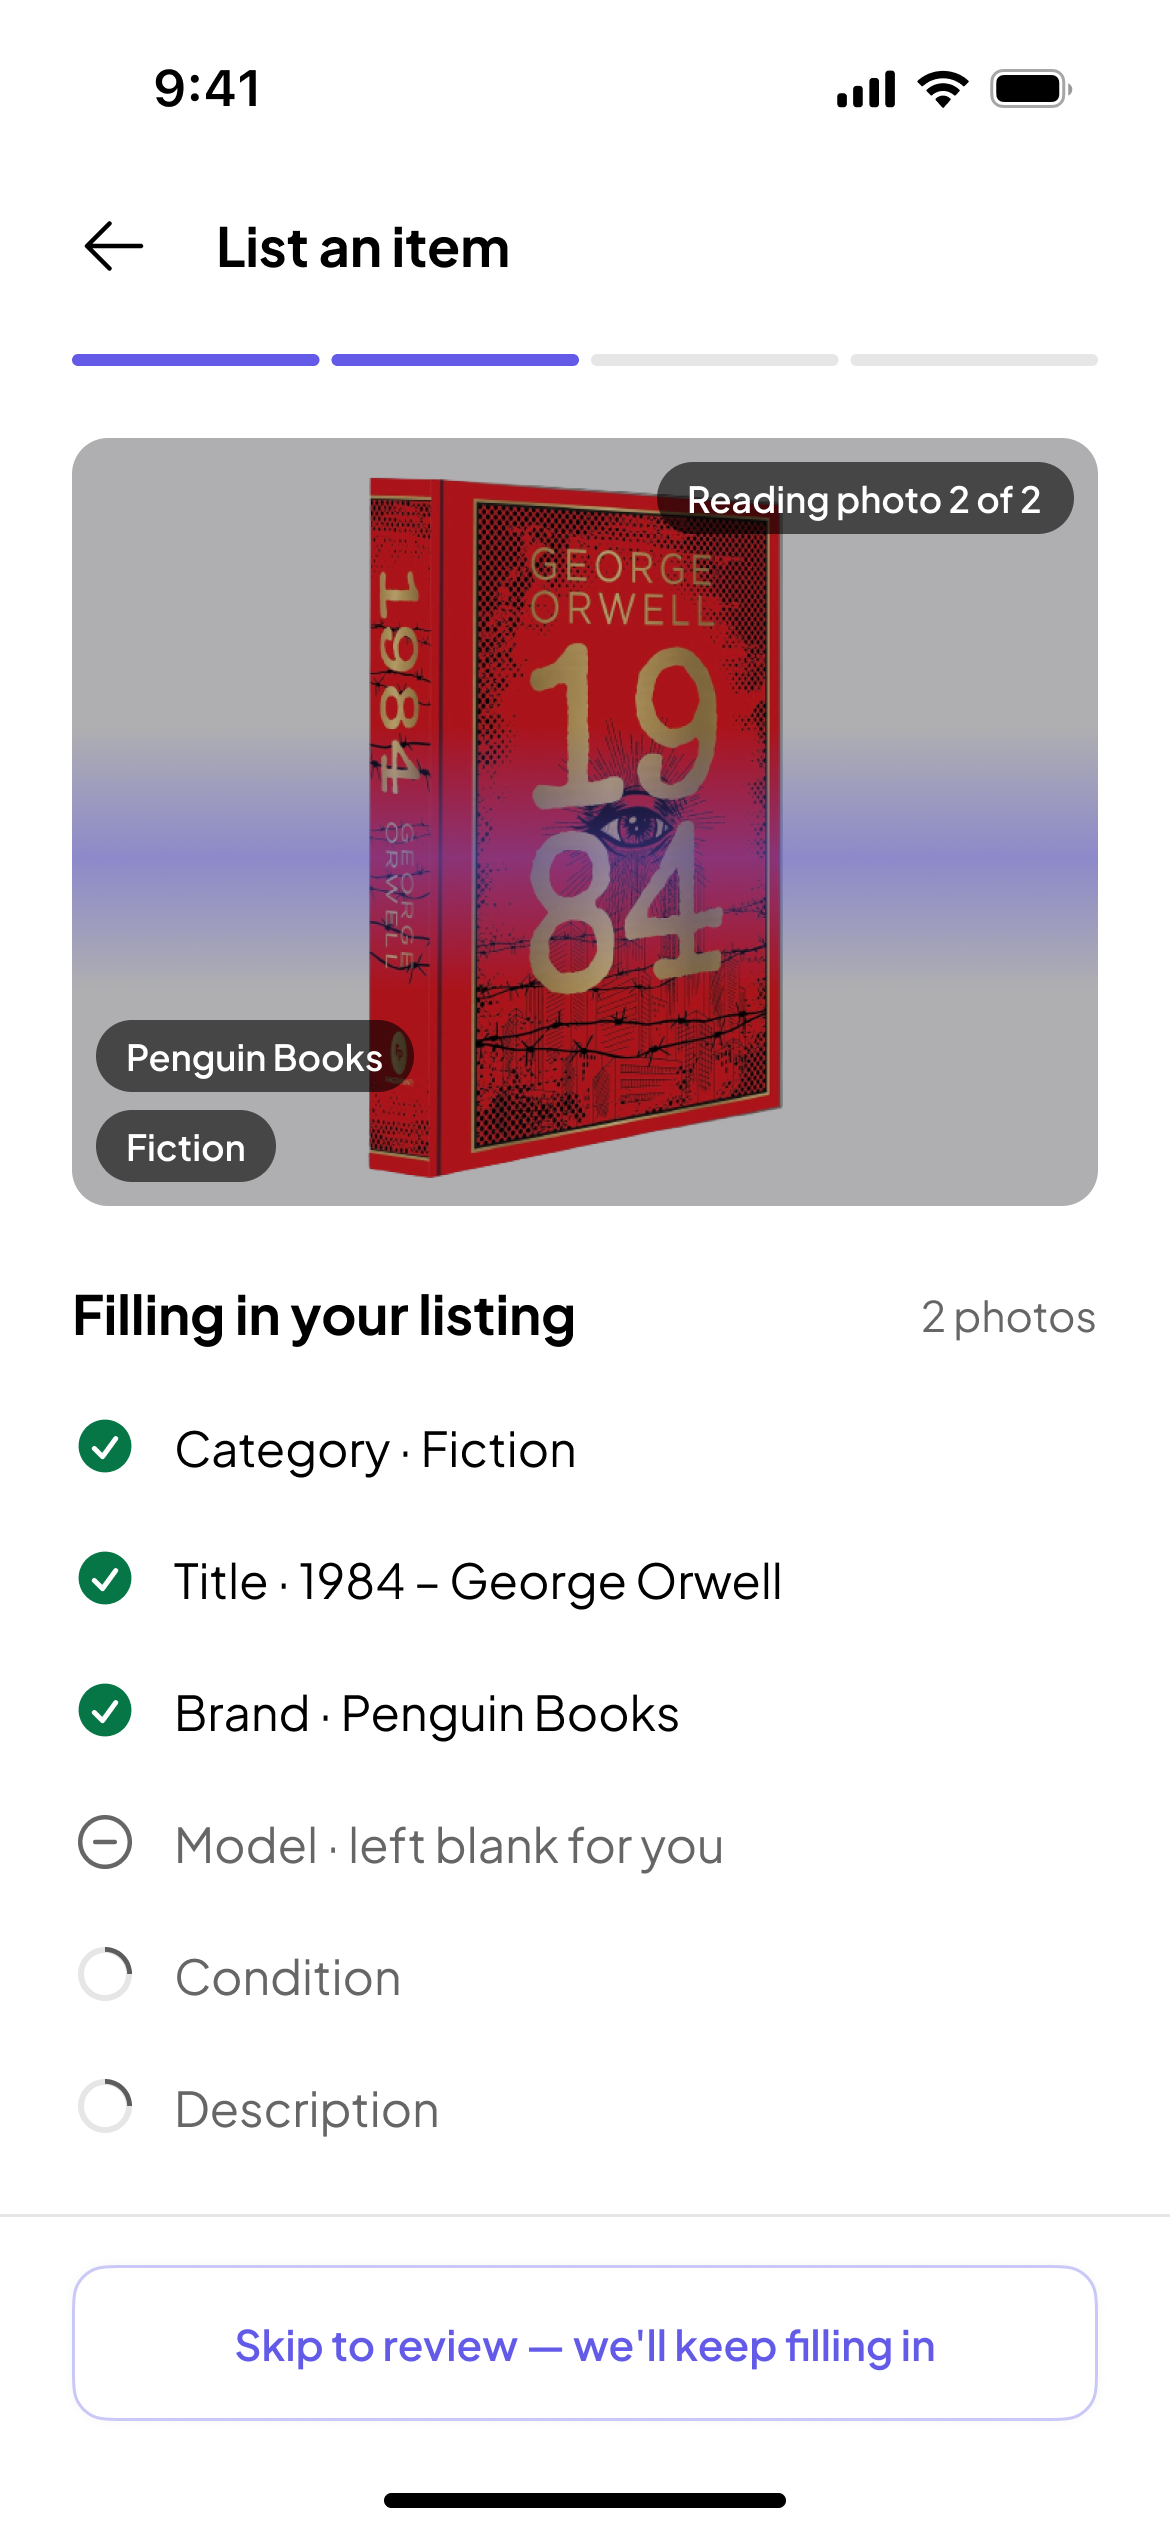 9:41
List an item
Reading photo 2 of 2
GEORGE
ORWELL
19
84
1984 GEORGE ORWELL
Penguin Books
Fiction
Filling in your listing
2 photos
Category · Fiction
Title · 1984 – George Orwell
Brand · Penguin Books
Model · left blank for you
Condition
Description
Skip to review — we'll keep filling in